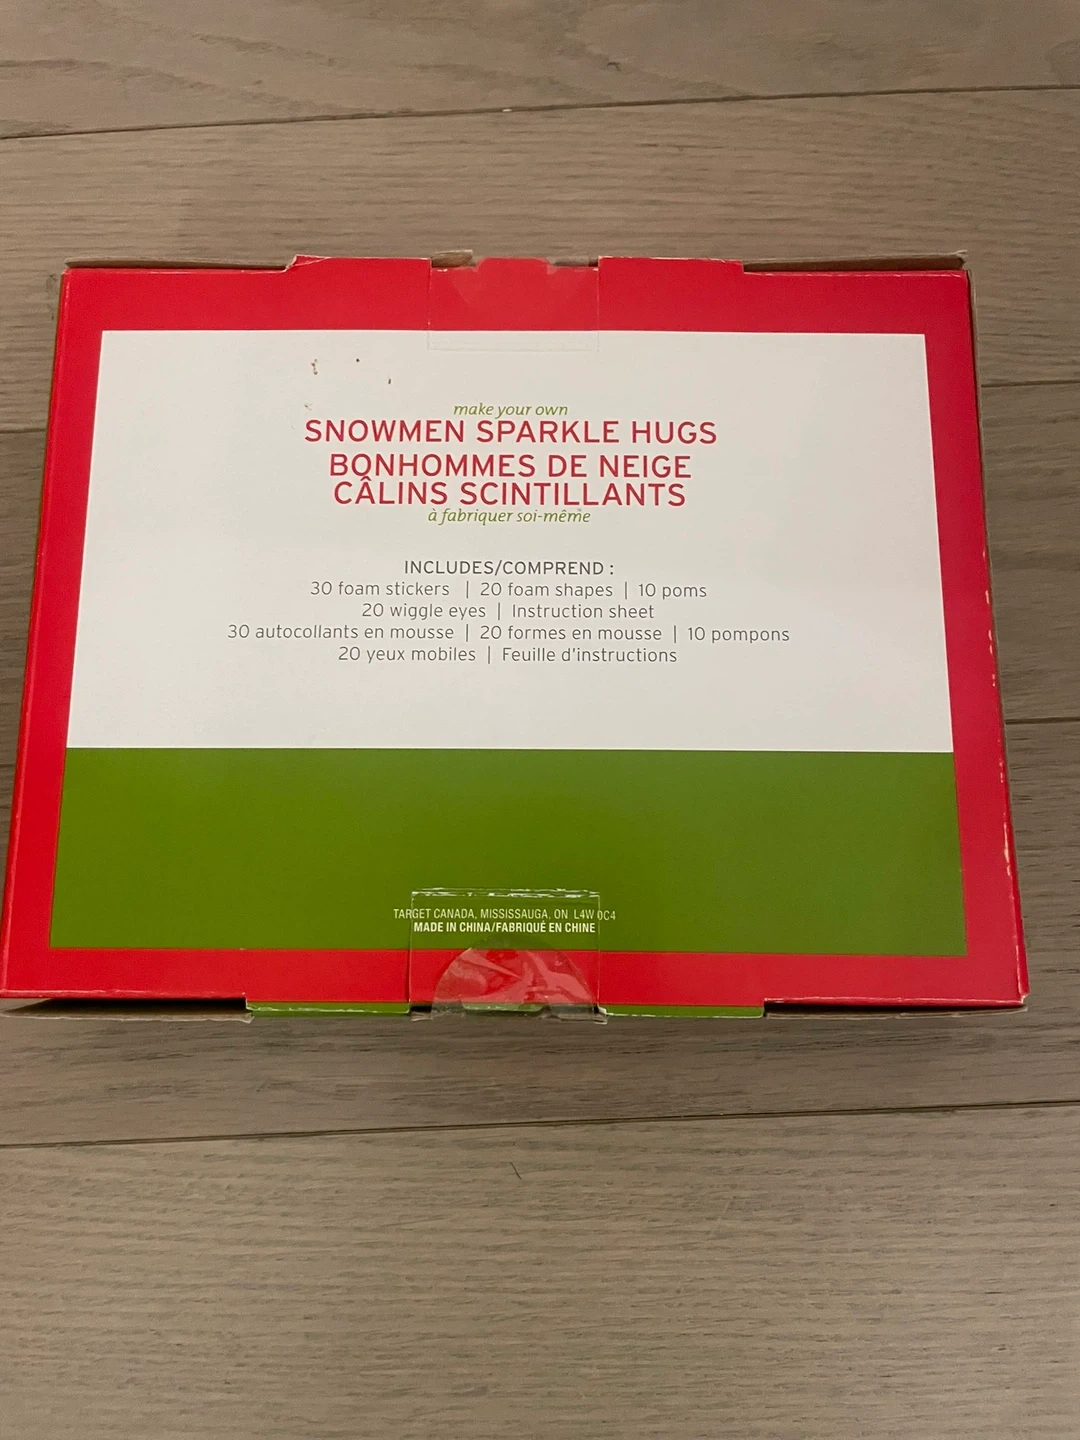 make your own
SNOWMEN SPARKLE HUGS
BONHOMMES DE NEIGE
CÂLINS SCINTILLANTS
à fabriquer soi-même
INCLUDES/COMPREND :
30 foam stickers | 20 foam shapes | 10 poms
20 wiggle eyes | Instruction sheet
30 autocollants en mousse | 20 formes en mousse | 10 pompons
20 yeux mobiles | Feuille d'instructions
TARGET CANADA, MISSISSAUGA, ON L4W 0C4
MADE IN CHINA/FABRIQUÉ EN CHINE